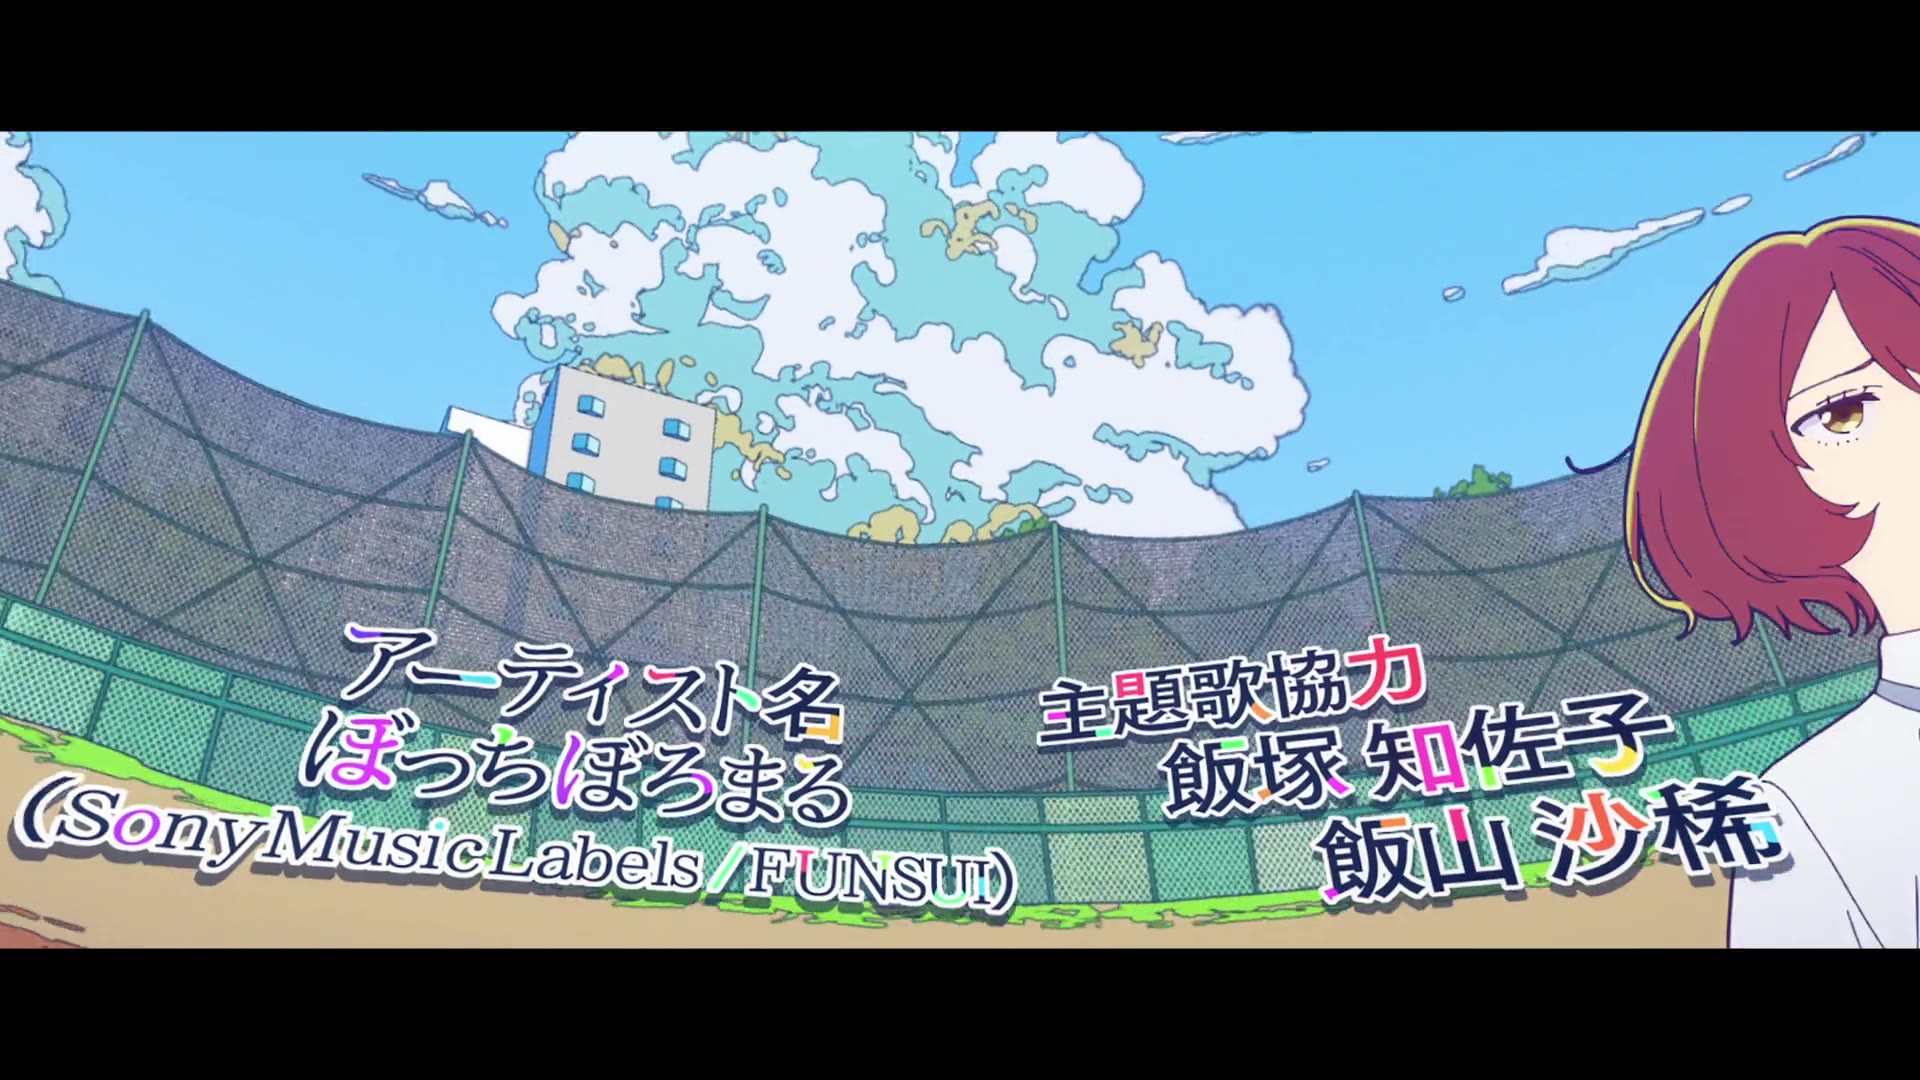 アーティスト名
ぼっちぼろまる
(Sony Music Labels / FUNSUI)
主題歌協力
飯塚 知佐子
飯山 沙稀